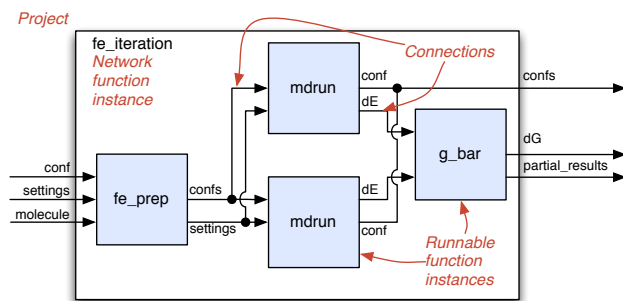 Project
fe_iteration
Network
function
instance
Connections
mdrun
conf
dE
confs
g_bar
dG
partial_results
conf
settings
molecule
fe_prep
confs
settings
mdrun
dE
conf
Runnable
function
instances